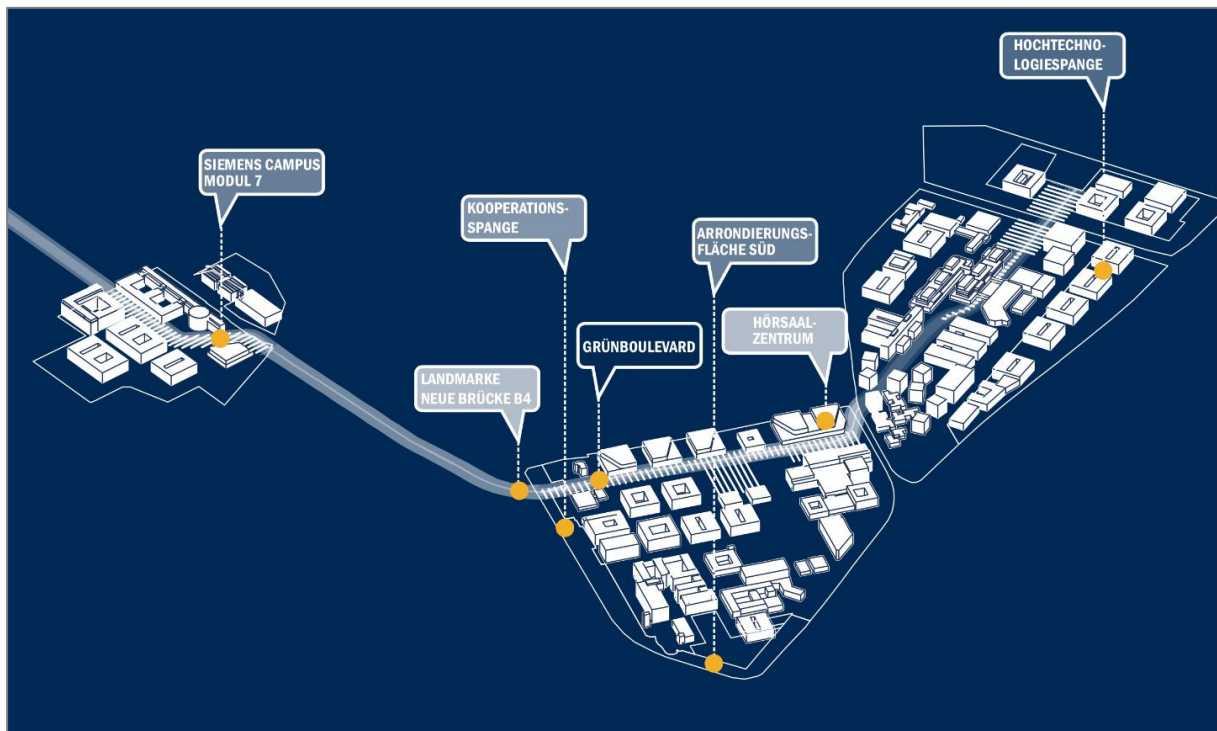 HOCHTECHNO-
LOGIESPANGE
SIEMENS CAMPUS
MODUL 7
KOOPERATIONS-
SPANGE
ARRONDIERUNGS-
FLÄCHE SÜD
HÖRSAAL-
ZENTRUM
GRÜNBOULEVARD
LANDMARKE
NEUE BRÜCKE B4